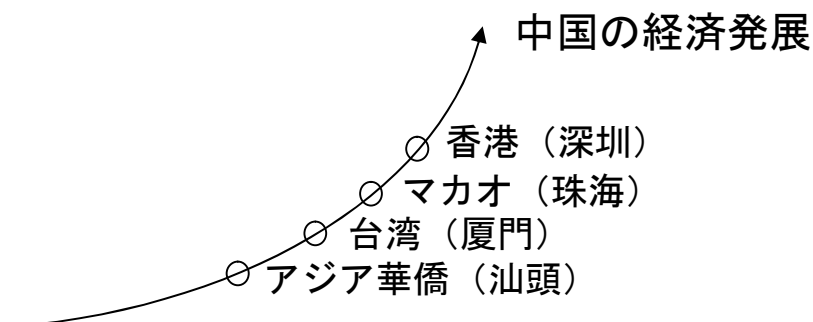 中国の経済発展
香港（深圳）
マカオ（珠海）
台湾（厦門）
アジア華僑（汕頭）